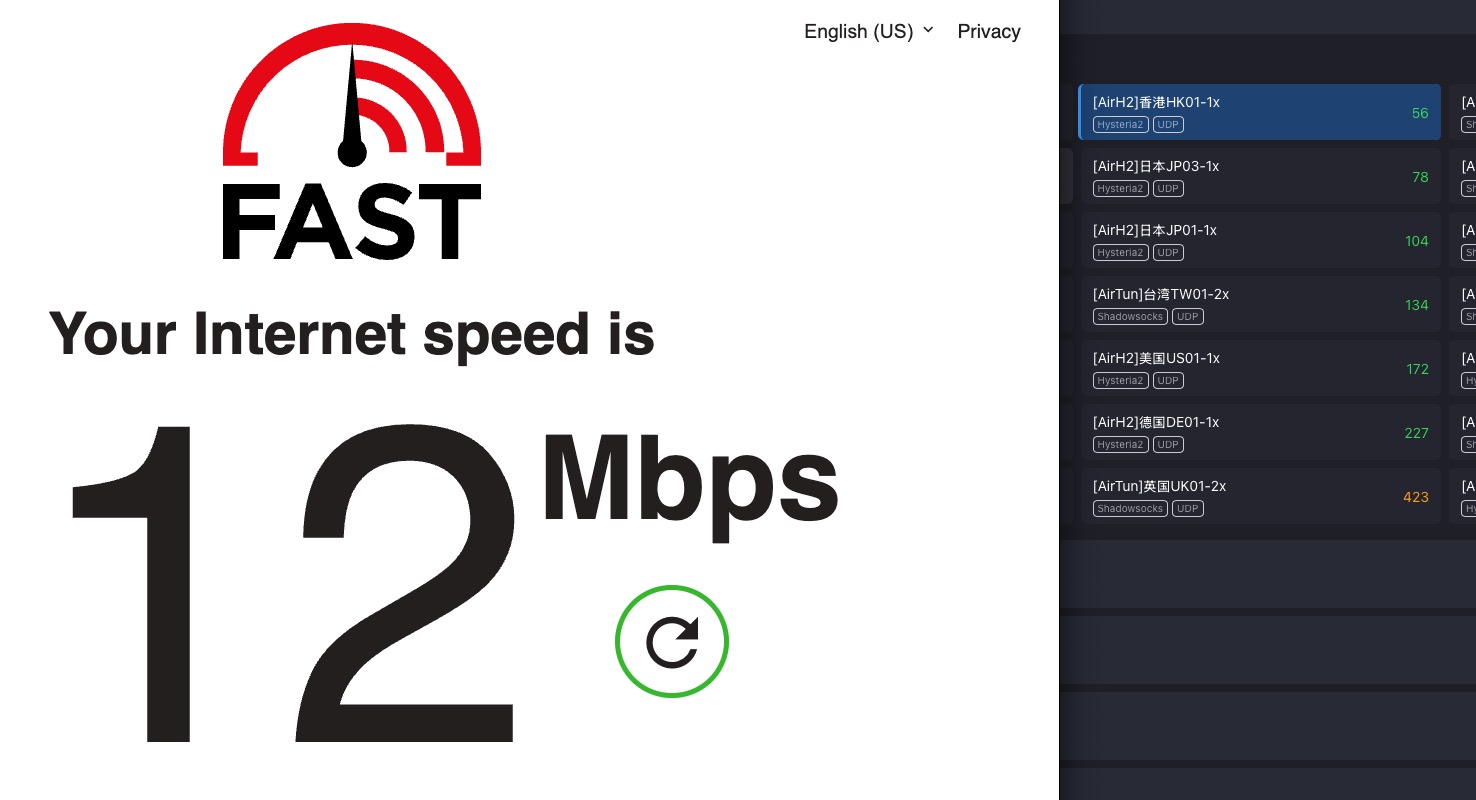 English (US) Privacy
FAST
Your Internet speed is
12 Mbps
[AirH2]香港HK01-1x
56
Hysteria2 UDP
[AirH2]日本JP03-1x
78
Hysteria2 UDP
[AirH2]日本JP01-1x
104
Hysteria2 UDP
[AirTun]台湾TW01-2x
134
Shadowsocks UDP
[AirH2]美国US01-1x
172
Hysteria2 UDP
[AirH2]德国DE01-1x
227
Hysteria2 UDP
[AirTun]英国UK01-2x
423
Shadowsocks UDP